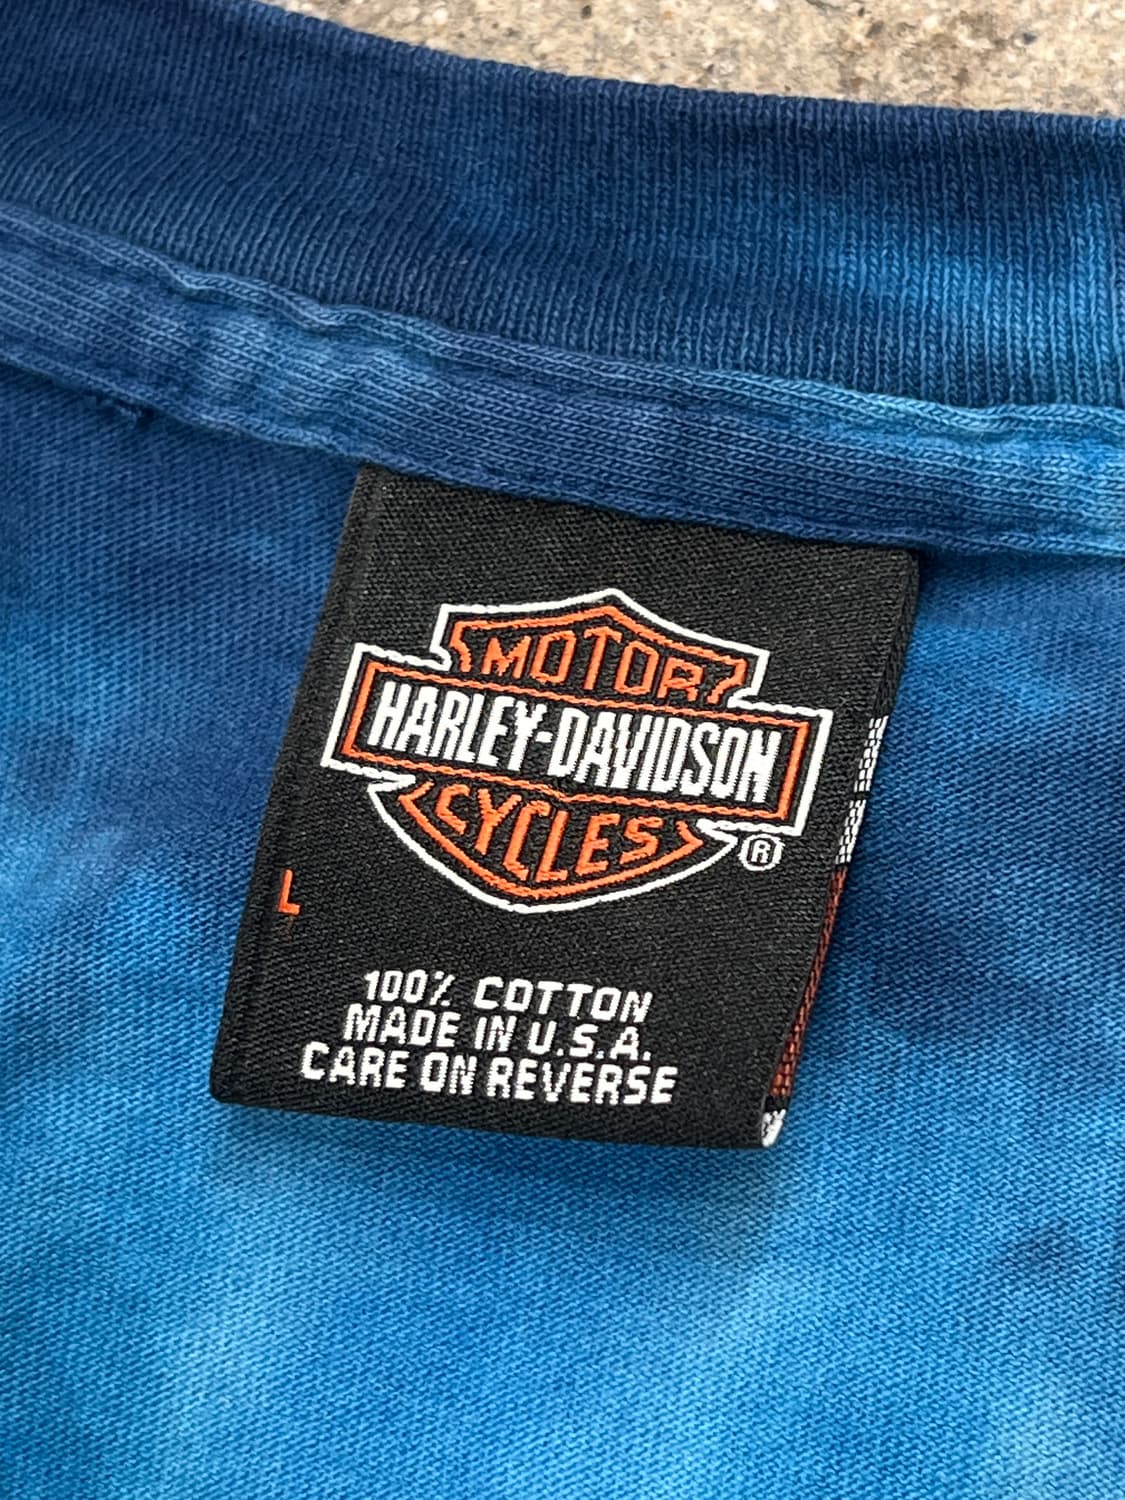 MOTOR
HARLEY-DAVIDSON
CYCLES
®
L
100% COTTON
MADE IN U.S.A.
CARE ON REVERSE